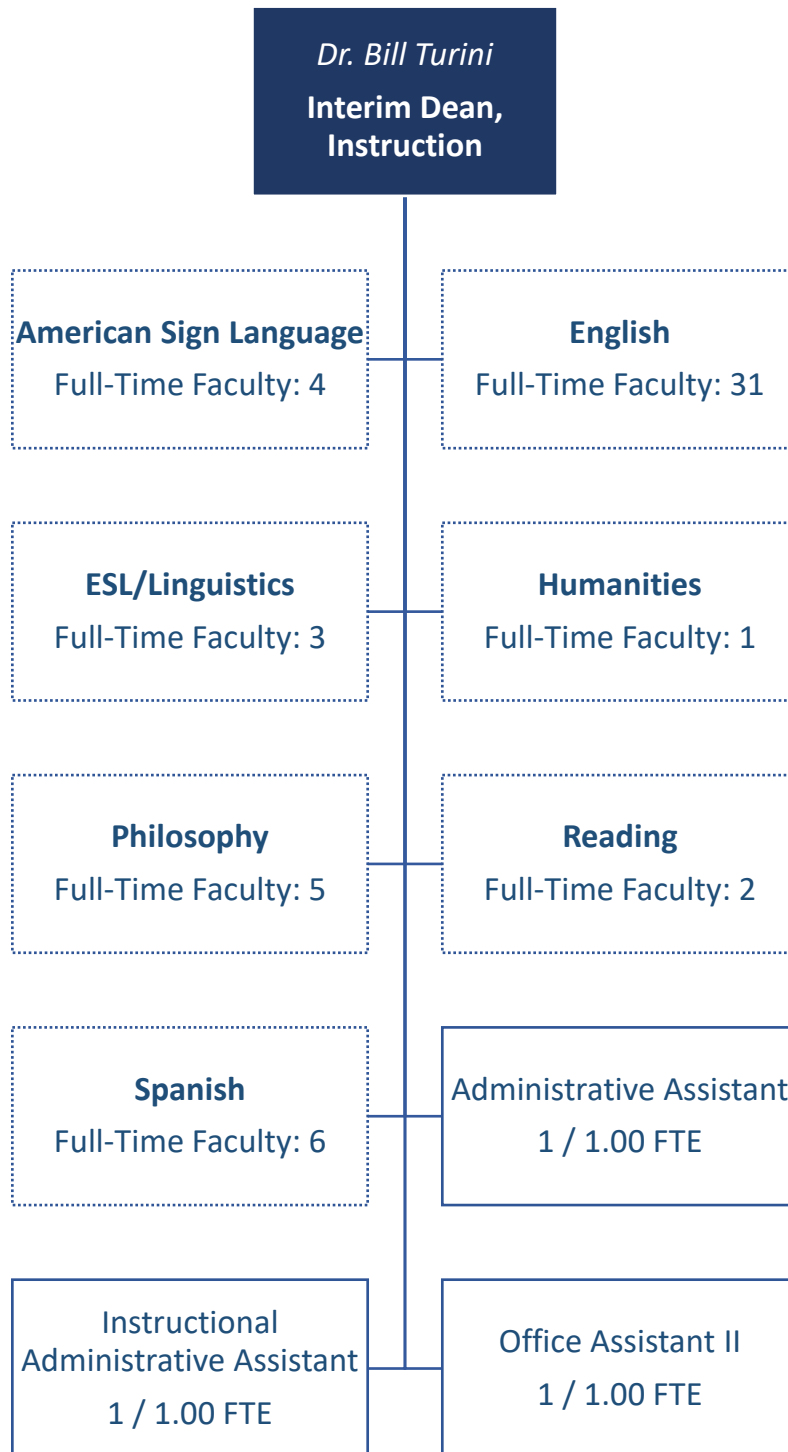 Dr. Bill Turini
Interim Dean,
Instruction
American Sign Language
Full-Time Faculty: 4
English
Full-Time Faculty: 31
ESL/Linguistics
Full-Time Faculty: 3
Humanities
Full-Time Faculty: 1
Philosophy
Full-Time Faculty: 5
Reading
Full-Time Faculty: 2
Spanish
Full-Time Faculty: 6
Administrative Assistant
1 / 1.00 FTE
Instructional
Administrative Assistant
1 / 1.00 FTE
Office Assistant II
1 / 1.00 FTE